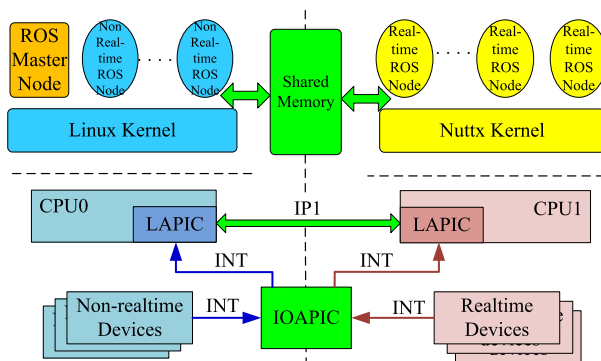 ROS
Master
Node
Non
Real-
time
ROS
Node
. . . .
Non
Real-
time
ROS
Node
Shared
Memory
Real-
time
ROS
Node
. . . .
Real-
time
ROS
Node
Real-
time
ROS
Node
Linux Kernel
Nuttx Kernel
CPU0
LAPIC
IP1
LAPIC
CPU1
INT
INT
Non-realtime
Devices
INT
IOAPIC
INT
Realtime
Devices
devices